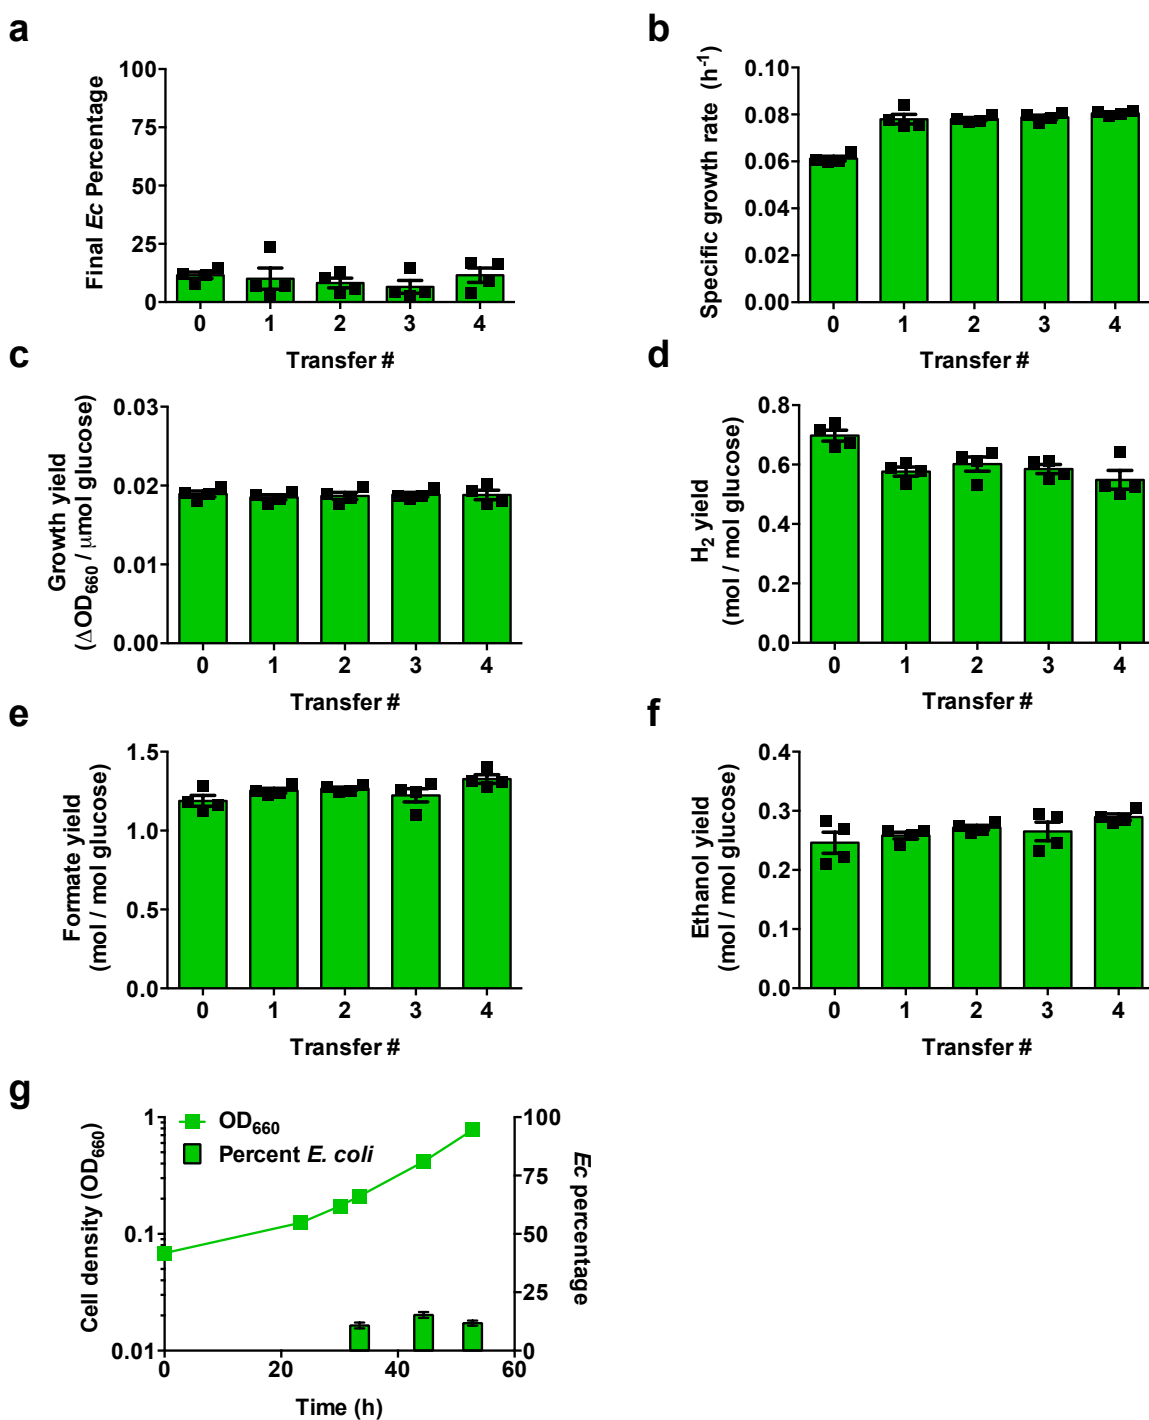 a
Final Ec Percentage
100
75
50
25
0
0 1 2 3 4
Transfer #
b
Specific growth rate (h-1)
0.10
0.08
0.06
0.04
0.02
0.00
0 1 2 3 4
Transfer #
c
Growth yield
(ΔOD660 / μmol glucose)
0.03
0.02
0.01
0.00
0 1 2 3 4
Transfer #
d
H2 yield
(mol / mol glucose)
0.8
0.6
0.4
0.2
0.0
0 1 2 3 4
Transfer #
e
Formate yield
(mol / mol glucose)
1.5
1.0
0.5
0.0
0 1 2 3 4
Transfer #
f
Ethanol yield
(mol / mol glucose)
0.4
0.3
0.2
0.1
0.0
0 1 2 3 4
Transfer #
g
Cell density (OD660)
1
0.1
0.01
OD660
Percent E. coli
100
75
50
25
0
Ec percentage
0 20 40 60
Time (h)